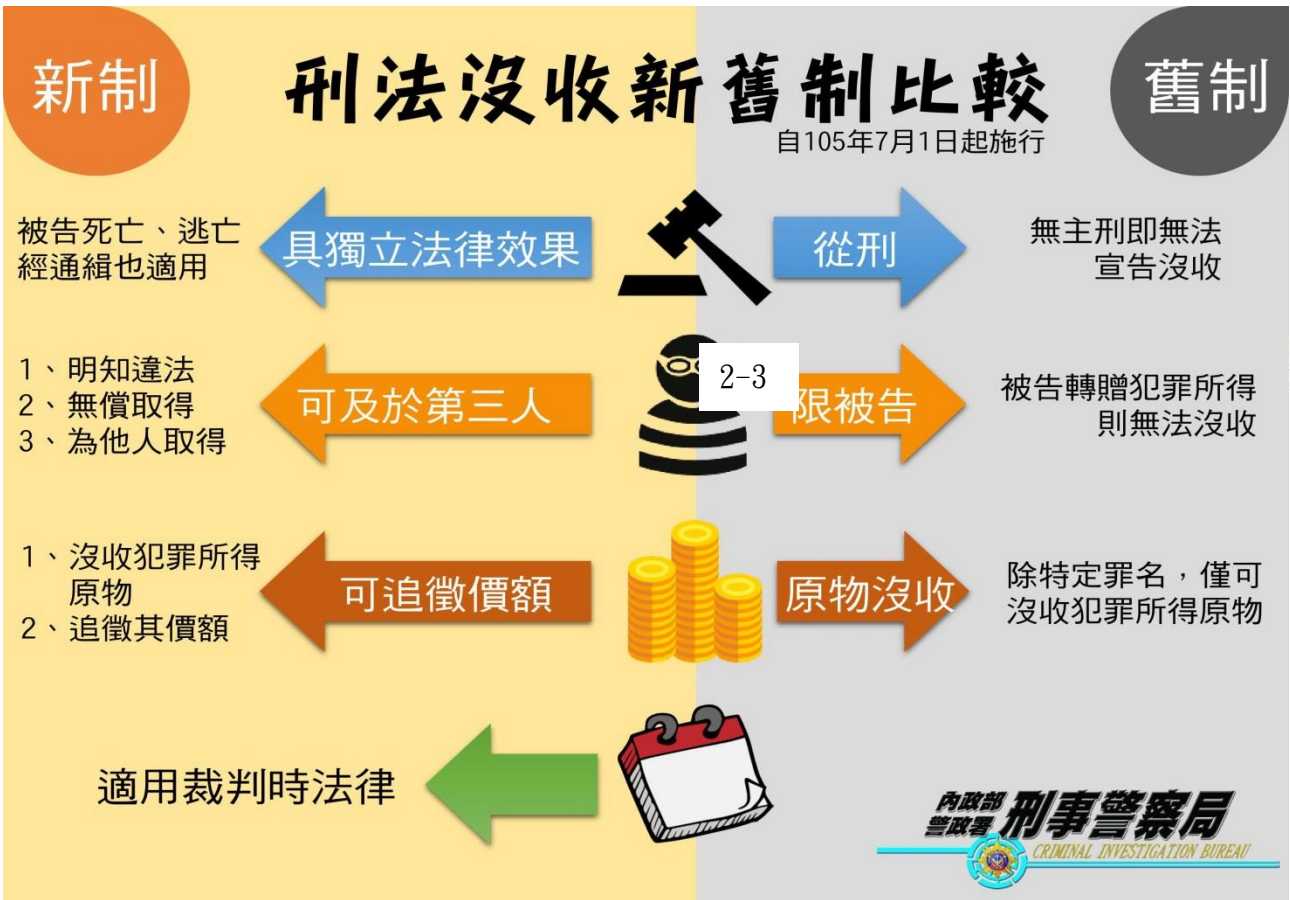 新制
刑法沒收新舊制比較
舊制
自105年7月1日起施行
被告死亡、逃亡
經通緝也適用
具獨立法律效果
從刑
無主刑即無法
宣告沒收
1、明知違法
2、無償取得
3、為他人取得
可及於第三人
2-3
限被告
被告轉贈犯罪所得
則無法沒收
1、沒收犯罪所得
原物
2、追徵其價額
可追徵價額
原物沒收
除特定罪名，僅可
沒收犯罪所得原物
適用裁判時法律
內政部
警政署
刑事警察局
CRIMINAL INVESTIGATION BUREAU